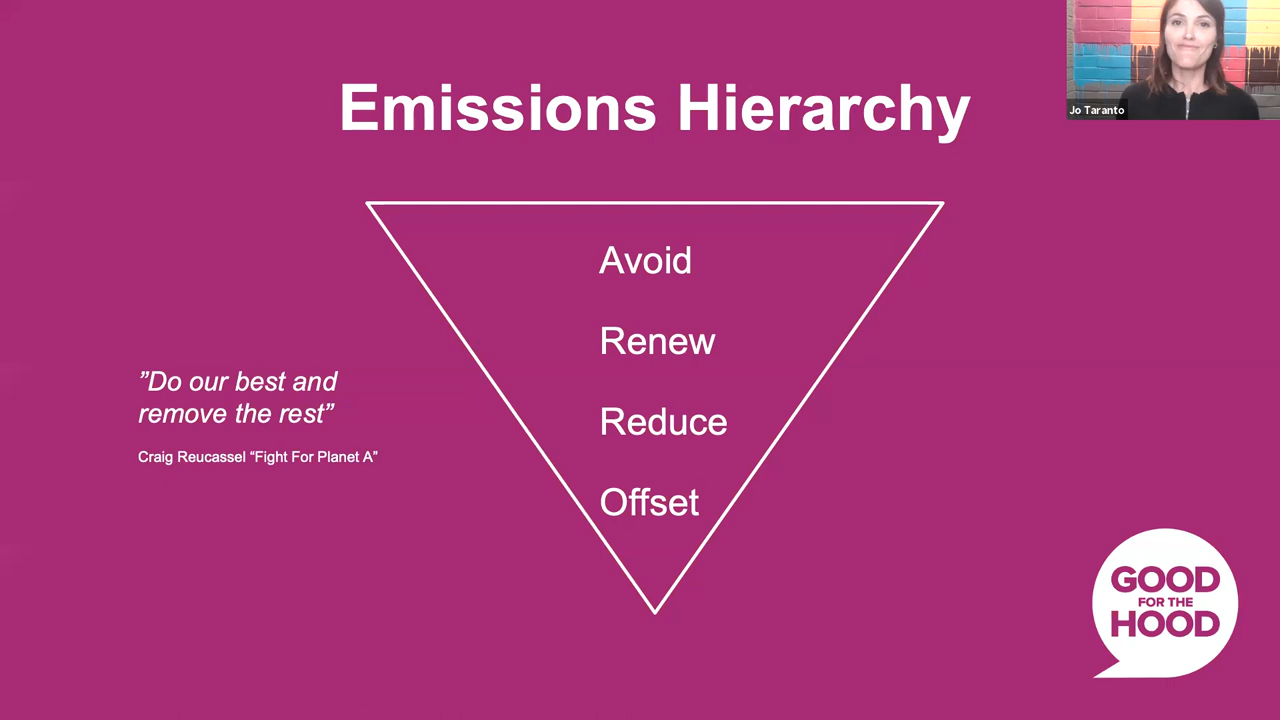 Jo Taranto
Emissions Hierarchy
Avoid
Renew
Reduce
Offset
”Do our best and
remove the rest”
Craig Reucassel “Fight For Planet A”
GOOD
FOR THE
HOOD